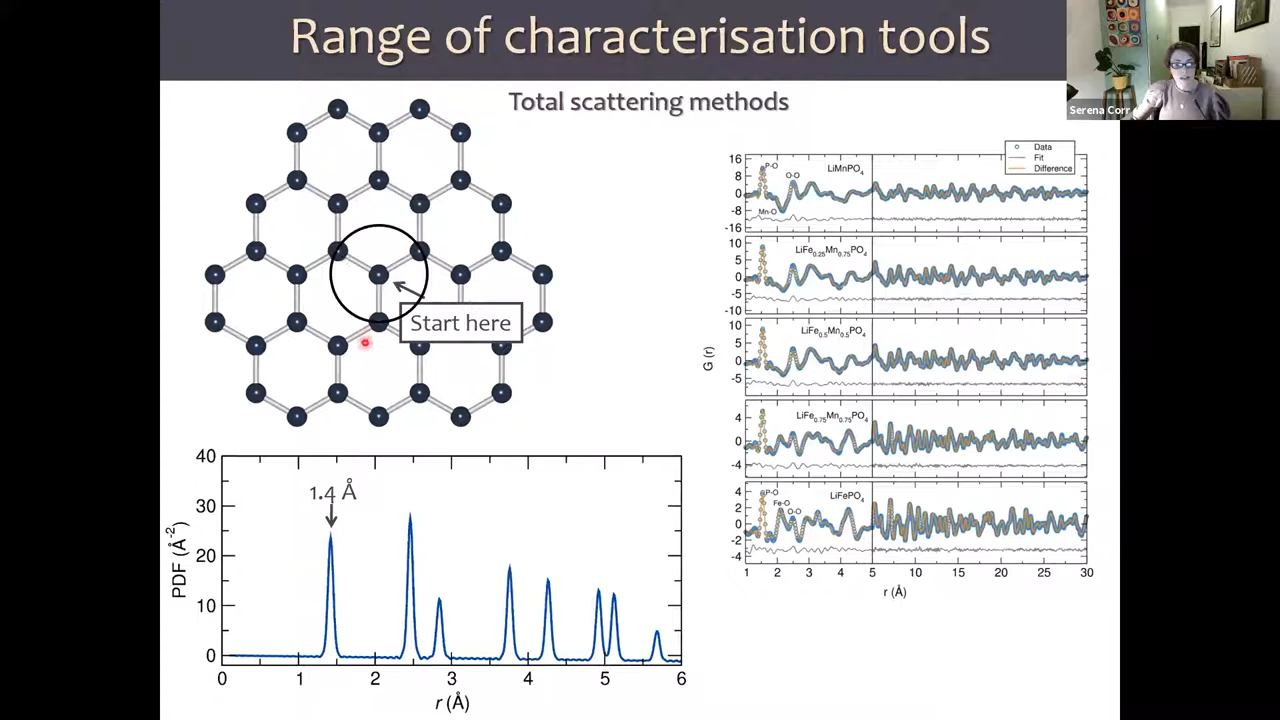 Range of characterisation tools
Serena Corr
Total scattering methods
Start here
40
30
20
10
0
PDF (Å-2)
1.4 Å
0 1 2 3 4 5 6
r (Å)
Data
Fit
Difference
16
8
0
-8
-16
P-O
O-O
Mn-O
LiMnPO4
10
5
0
-5
-10
LiFe0.25Mn0.75PO4
10
5
0
-5
LiFe0.5Mn0.5PO4
4
0
-4
LiFe0.75Mn0.75PO4
4
2
0
-2
-4
P-O
Fe-O
O-O
LiFePO4
G (r)
1 2 3 4 5 10 15 20 25 30
r (Å)